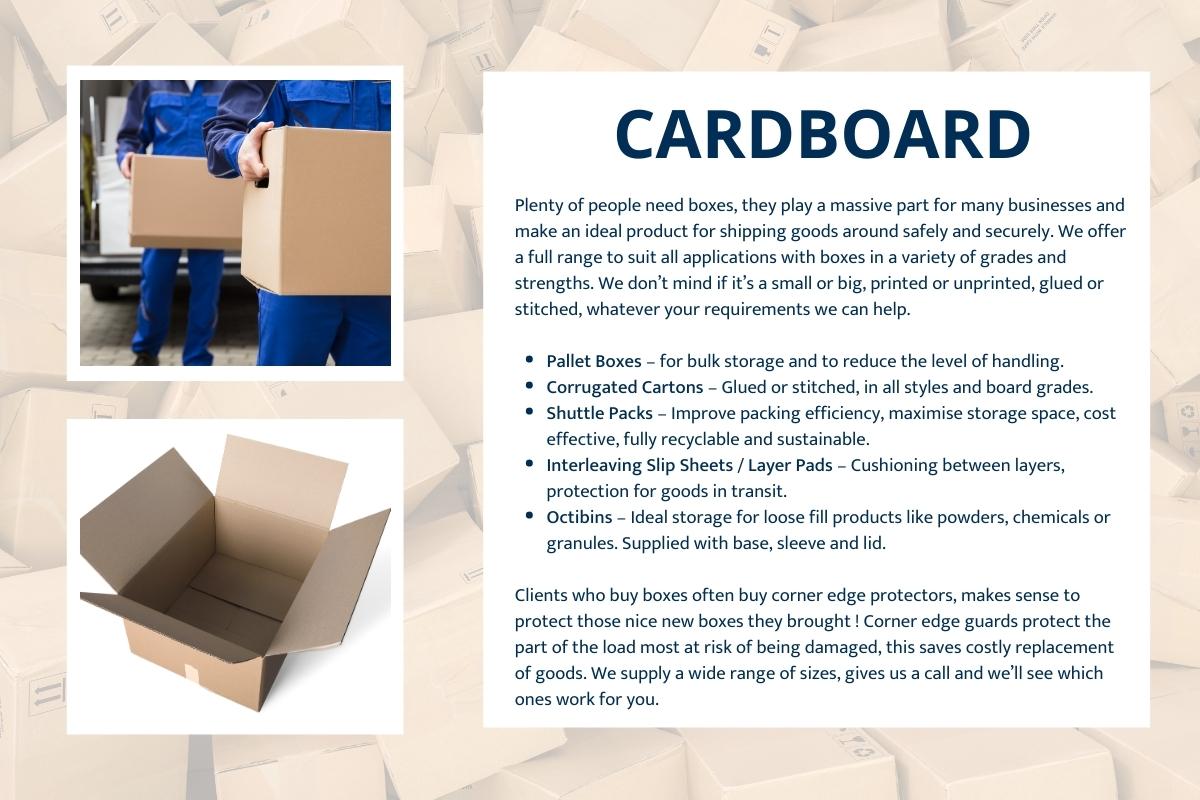 CARDBOARD
Plenty of people need boxes, they play a massive part for many businesses and
make an ideal product for shipping goods around safely and securely. We offer
a full range to suit all applications with boxes in a variety of grades and
strengths. We don’t mind if it’s a small or big, printed or unprinted, glued or
stitched, whatever your requirements we can help.
• Pallet Boxes – for bulk storage and to reduce the level of handling.
• Corrugated Cartons – Glued or stitched, in all styles and board grades.
• Shuttle Packs – Improve packing efficiency, maximise storage space, cost
effective, fully recyclable and sustainable.
• Interleaving Slip Sheets / Layer Pads – Cushioning between layers,
protection for goods in transit.
• Octibins – Ideal storage for loose fill products like powders, chemicals or
granules. Supplied with base, sleeve and lid.
Clients who buy boxes often buy corner edge protectors, makes sense to
protect those nice new boxes they brought ! Corner edge guards protect the
part of the load most at risk of being damaged, this saves costly replacement
of goods. We supply a wide range of sizes, gives us a call and we’ll see which
ones work for you.